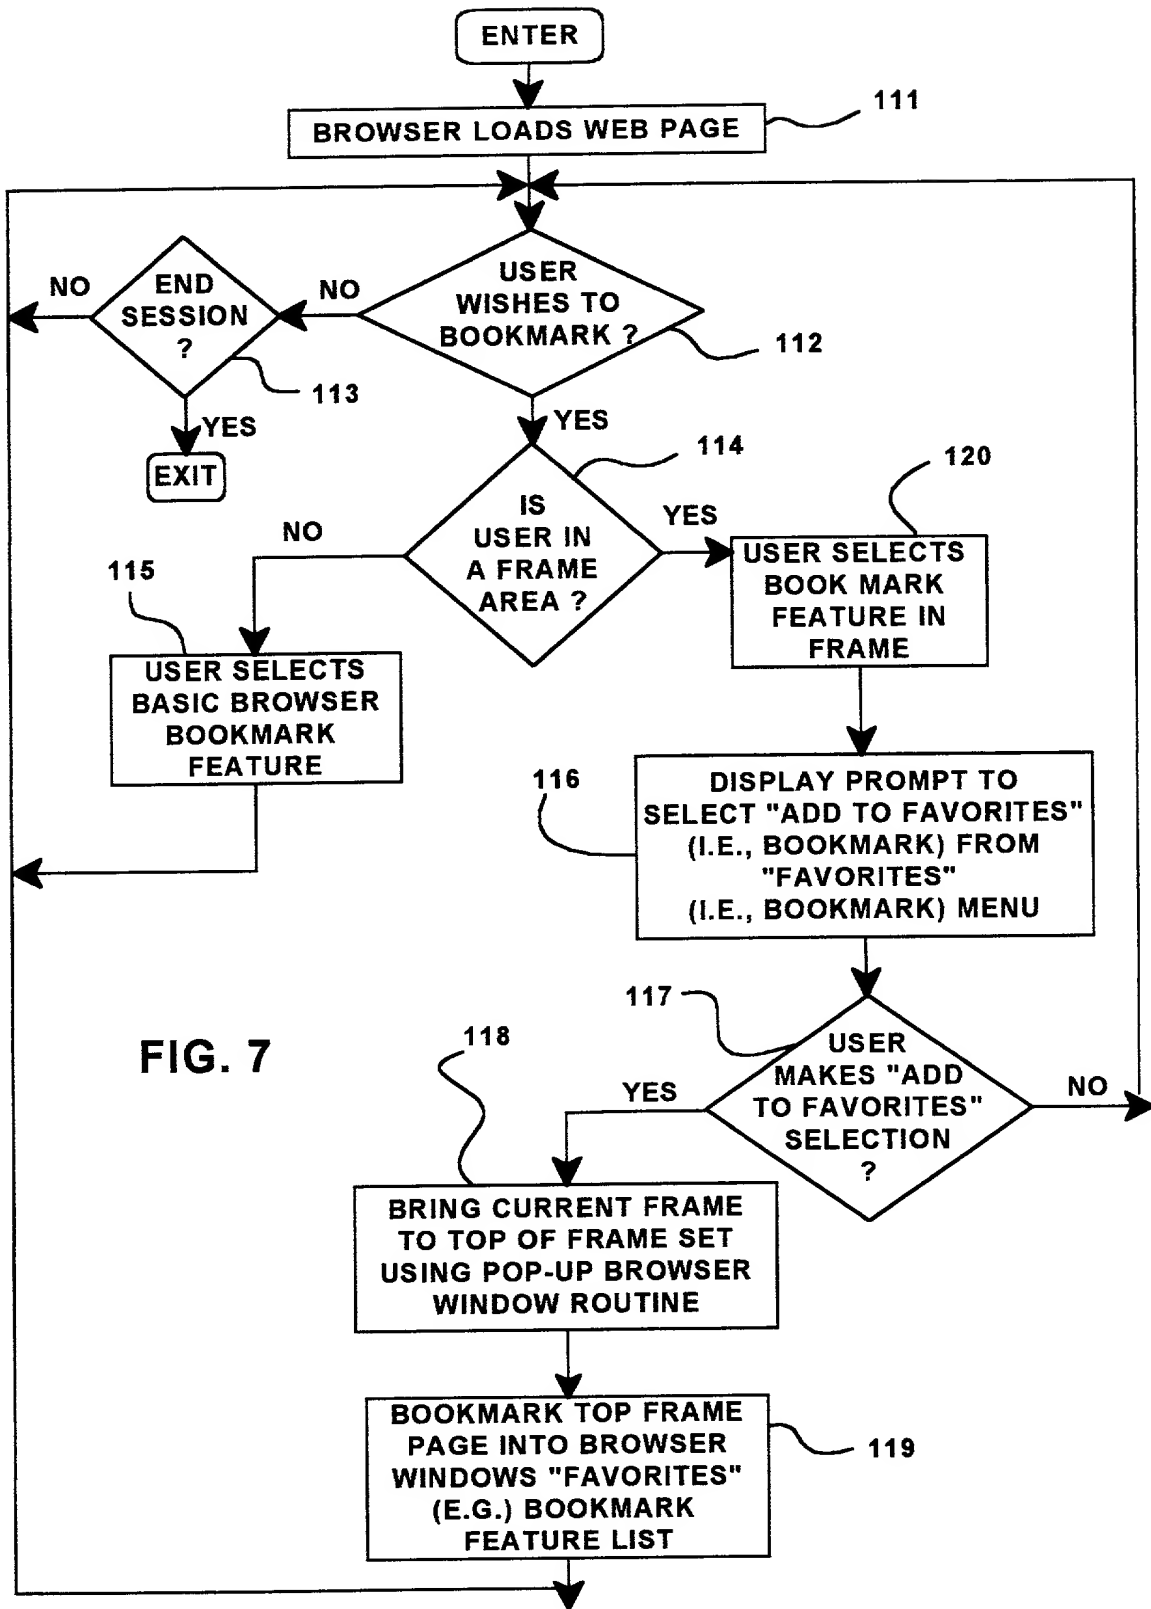 ENTER
111
BROWSER LOADS WEB PAGE
NO
END
SESSION
?
NO
USER
WISHES TO
BOOKMARK ?
112
113
YES
EXIT
YES
114
120
NO
IS
USER IN
A FRAME
AREA ?
YES
USER SELECTS
BOOK MARK
FEATURE IN
FRAME
115
USER SELECTS
BASIC BROWSER
BOOKMARK
FEATURE
116
DISPLAY PROMPT TO
SELECT "ADD TO FAVORITES"
(I.E., BOOKMARK) FROM
"FAVORITES"
(I.E., BOOKMARK) MENU
117
USER
MAKES "ADD
TO FAVORITES"
SELECTION
?
NO
YES
FIG. 7
118
BRING CURRENT FRAME
TO TOP OF FRAME SET
USING POP-UP BROWSER
WINDOW ROUTINE
BOOKMARK TOP FRAME
PAGE INTO BROWSER
WINDOWS "FAVORITES"
(E.G.) BOOKMARK
FEATURE LIST
119